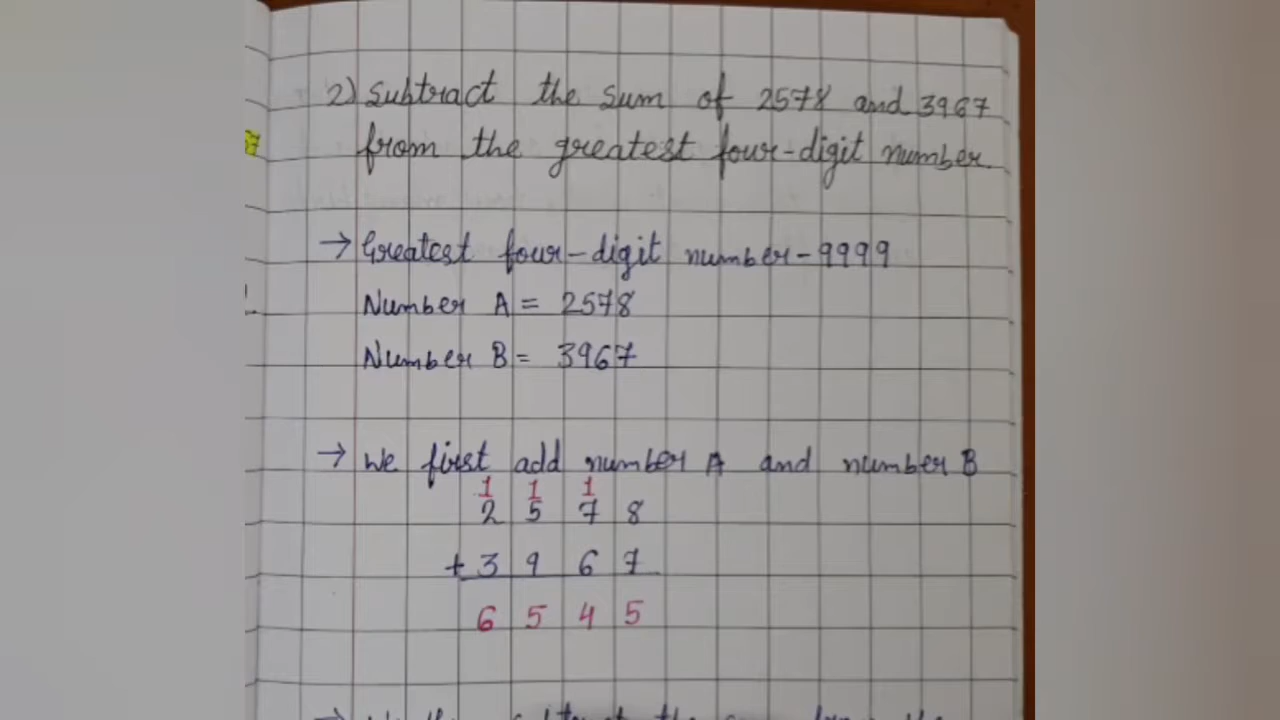 2) Subtract the sum of 2578 and 3967
from the greatest four-digit number
→ Greatest four-digit number - 9999
Number A = 2578
Number B = 3967
→ We first add number A and number B
1 1 1
2 5 7 8
+ 3 9 6 7
6 5 4 5